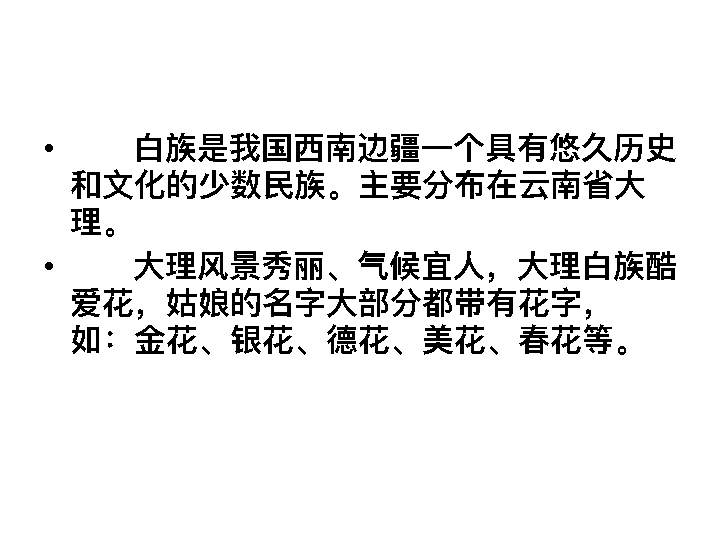 • 白族是我国西南边疆一个具有悠久历史
和文化的少数民族。主要分布在云南省大
理。
• 大理风景秀丽、气候宜人，大理白族酷
爱花，姑娘的名字大部分都带有花字，
如：金花、银花、德花、美花、春花等。